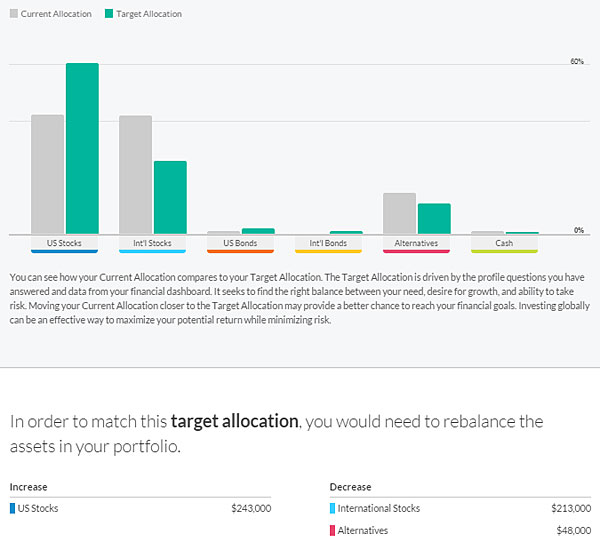 Current Allocation Target Allocation
60%
0%
US Stocks Int'l Stocks US Bonds Int'l Bonds Alternatives Cash
You can see how your Current Allocation compares to your Target Allocation. The Target Allocation is driven by the profile questions you have
answered and data from your financial dashboard. It seeks to find the right balance between your need, desire for growth, and ability to take
risk. Moving your Current Allocation closer to the Target Allocation may provide a better chance to reach your financial goals. Investing globally
can be an effective way to maximize your potential return while minimizing risk.
In order to match this target allocation, you would need to rebalance the
assets in your portfolio.
Increase
US Stocks $243,000
Decrease
International Stocks $213,000
Alternatives $48,000